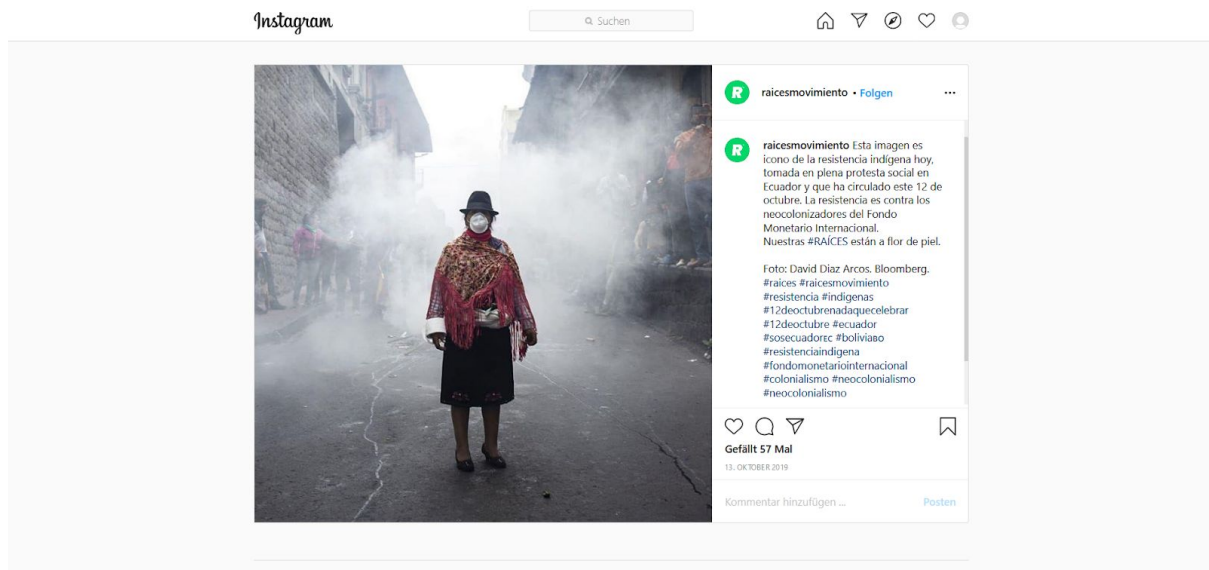 Instagram
Suchen
raicesmovimiento • Folgen
raicesmovimiento Esta imagen es
icono de la resistencia indígena hoy,
tomada en plena protesta social en
Ecuador y que ha circulado este 12 de
octubre. La resistencia es contra los
neocolonizadores del Fondo
Monetario Internacional.
Nuestras #RAÍCES están a flor de piel.
Foto: David Diaz Arcos. Bloomberg.
#raices #raicesmovimiento
#resistencia #indigenas
#12deoctubrenadaquecelebrar
#12deoctubre #ecuador
#sosecuadorᴇᴄ #boliviaʙᴏ
#resistenciaindigena
#fondomonetariointernacional
#colonialismo #neocolonialismo
#neocolonialismo
Gefällt 57 Mal
13. OKTOBER 2019
Kommentar hinzufügen ... Posten